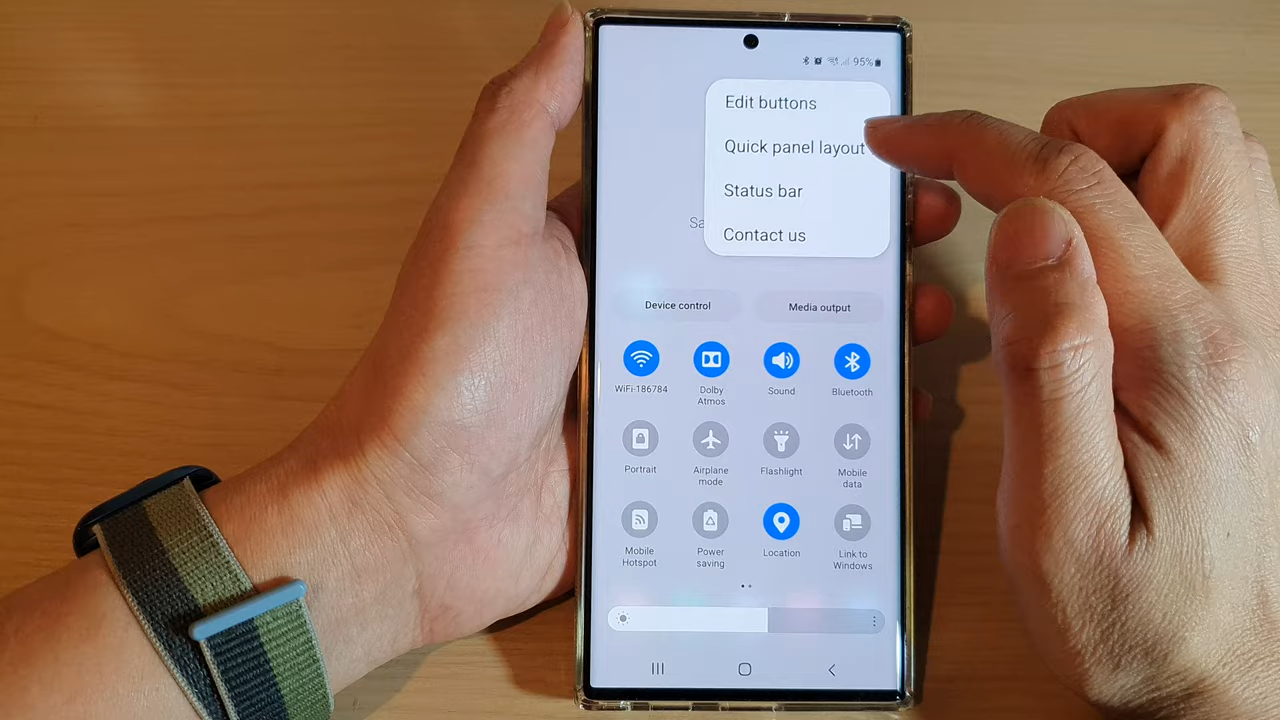 95%
Edit buttons
Quick panel layout
Status bar
Sa
Contact us
Device control
Media output
WiFi-186784
Dolby
Atmos
Sound
Bluetooth
Portrait
Airplane
mode
Flashlight
Mobile
data
Mobile
Hotspot
Power
saving
Location
Link to
Windows